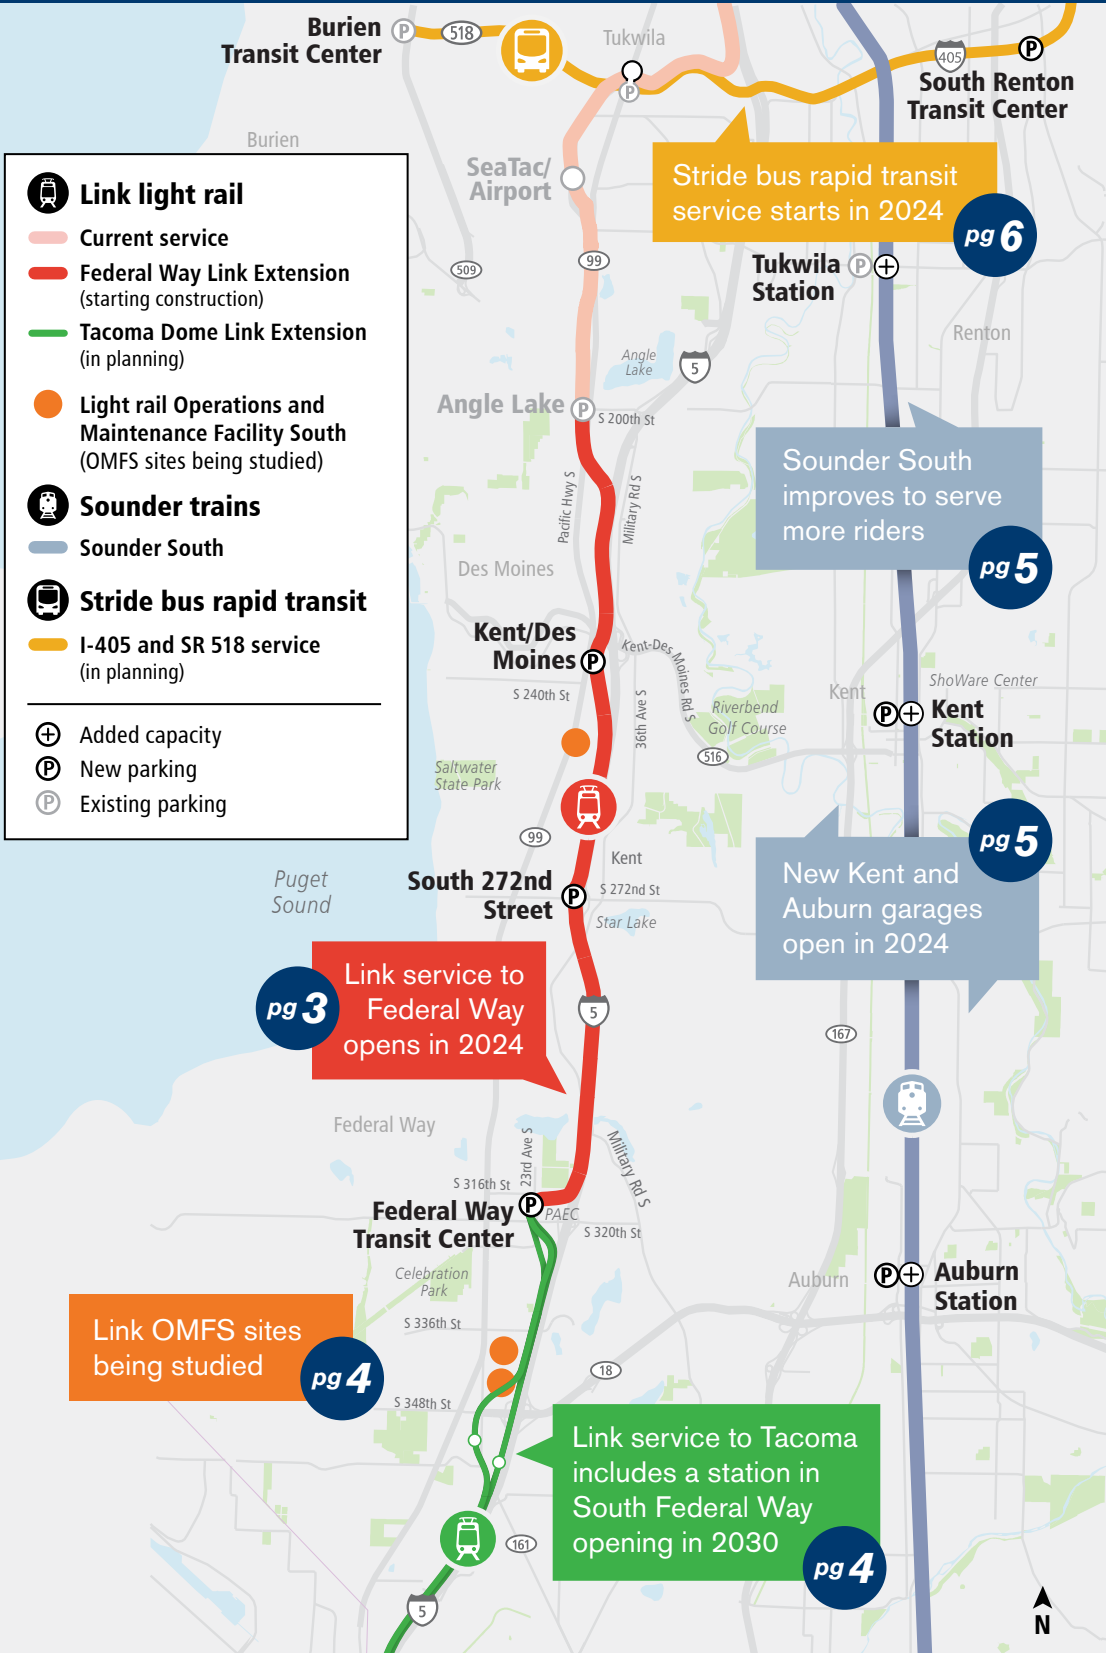 Burien
Transit Center
P
518
Tukwila
P
405
P
South Renton
Transit Center
Burien
SeaTac/
Airport
Stride bus rapid transit
service starts in 2024
pg 6
Link light rail
Current service
Federal Way Link Extension
(starting construction)
Tacoma Dome Link Extension
(in planning)
Light rail Operations and
Maintenance Facility South
(OMFS sites being studied)
Sounder trains
Sounder South
Stride bus rapid transit
I-405 and SR 518 service
(in planning)
Added capacity
P
New parking
P
Existing parking
509
99
Tukwila
Station
P
Renton
Angle
Lake
5
Angle Lake
P
S 200th St
Sounder South
improves to serve
more riders
pg 5
Pacific Hwy S
Military Rd S
Des Moines
Kent/Des
Moines
P
Kent-Des Moines Rd S
S 240th St
36th Ave S
Riverbend
Golf Course
516
Kent
ShoWare Center
P
Kent
Station
Saltwater
State Park
99
Kent
Puget
Sound
South 272nd
Street
P
S 272nd St
Star Lake
pg 5
New Kent and
Auburn garages
open in 2024
Link service to
Federal Way
opens in 2024
pg 3
5
167
Federal Way
23rd Ave S
Military Rd S
S 316th St
Federal Way
Transit Center
P
PAEC
S 320th St
Celebration
Park
Auburn
P
Auburn
Station
Link OMFS sites
being studied
pg 4
S 336th St
18
S 348th St
Link service to Tacoma
includes a station in
South Federal Way
opening in 2030
pg 4
161
5
N